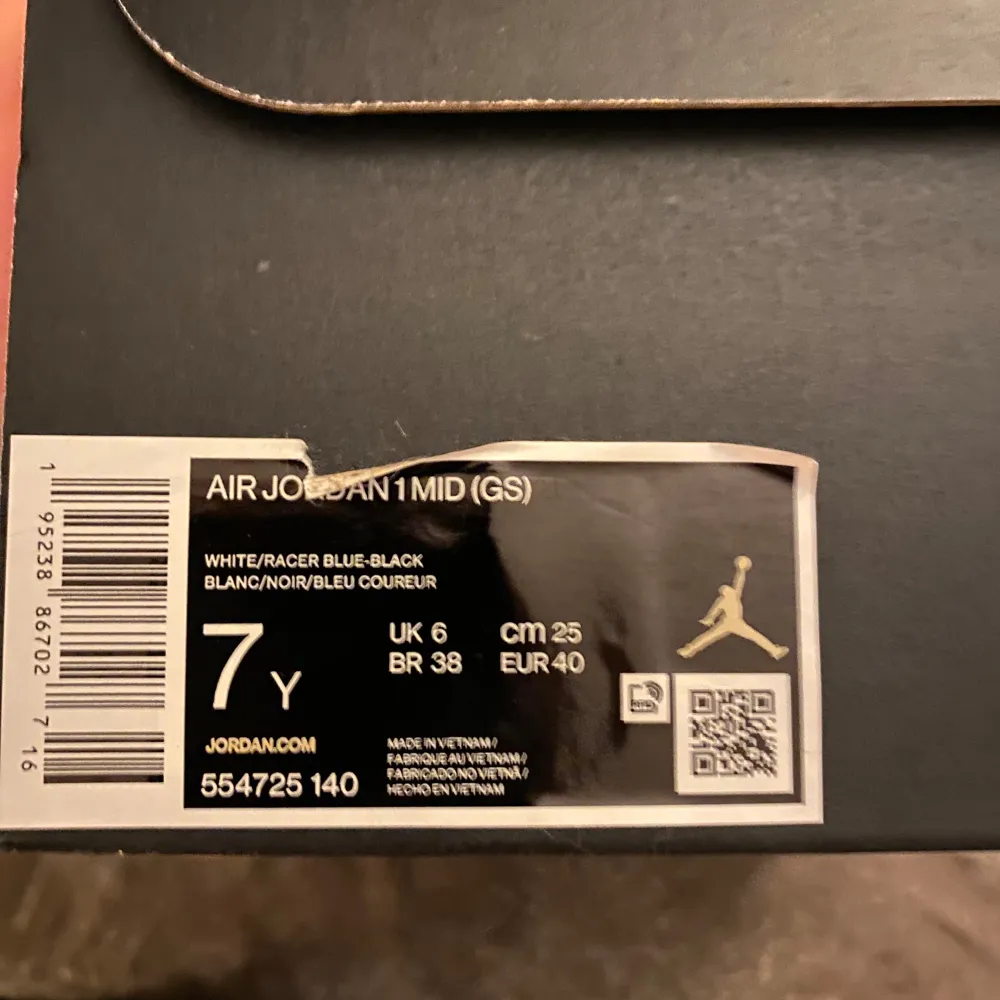 AIR JORDAN 1 MID (GS)
WHITE/RACER BLUE-BLACK
BLANC/NOIR/BLEU COUREUR
7 Y
UK 6 cm 25
BR 38 EUR 40
JORDAN.COM
554725 140
MADE IN VIETNAM /
FABRIQUE AU VIETNAM /
FABRICADO NO VIETNÃ /
HECHO EN VIETNAM
1 95238 86702 7 16